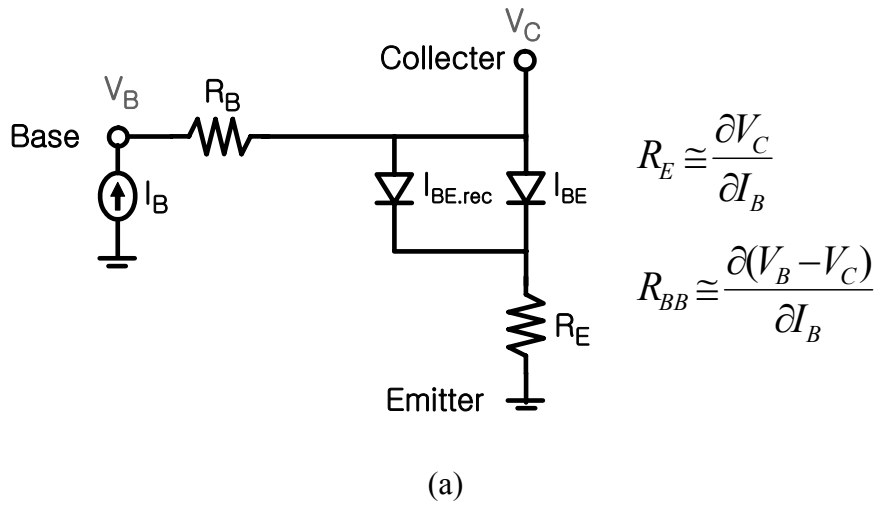 V_C
Collecter
V_B
R_B
Base
I_B
I_BE.rec
I_BE
R_E
Emitter
R_E ≅ ∂V_C / ∂I_B
R_BB ≅ ∂(V_B − V_C) / ∂I_B
(a)